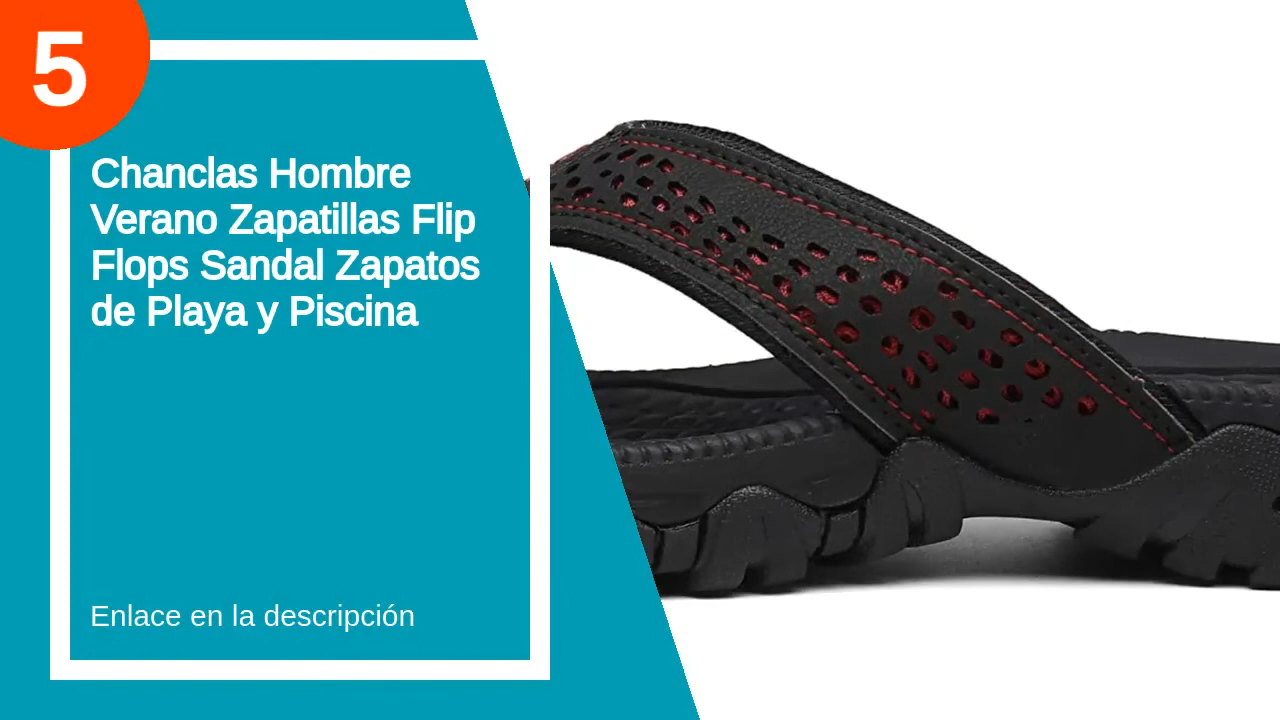 5
Chanclas Hombre
Verano Zapatillas Flip
Flops Sandal Zapatos
de Playa y Piscina
Enlace en la descripción